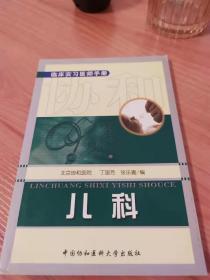 临床实习医师手册
北京协和医院 丁国芳 张乐嘉/编
LINCHUANG SHIXI YISHI SHOUCE
儿科
中国协和医科大学出版社